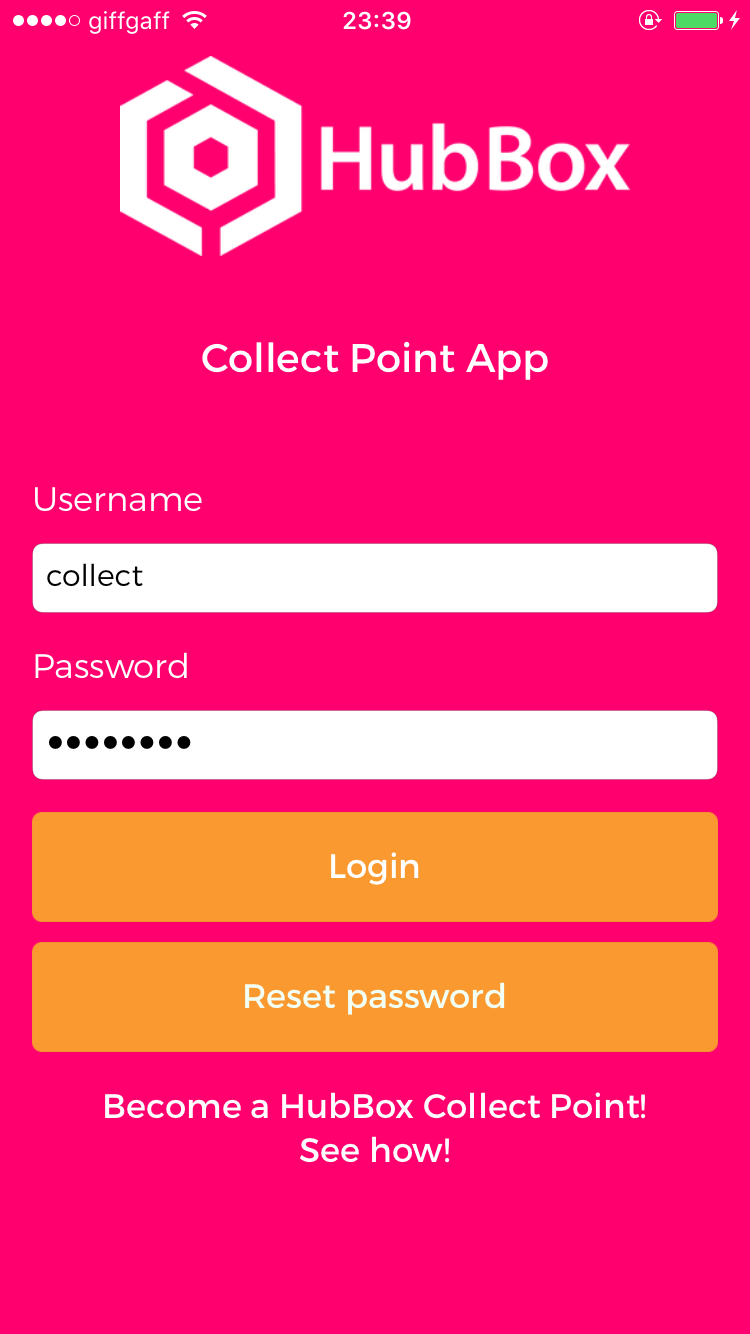 giffgaff 23:39
HubBox
Collect Point App
Username
collect
Password
••••••••
Login
Reset password
Become a HubBox Collect Point!
See how!